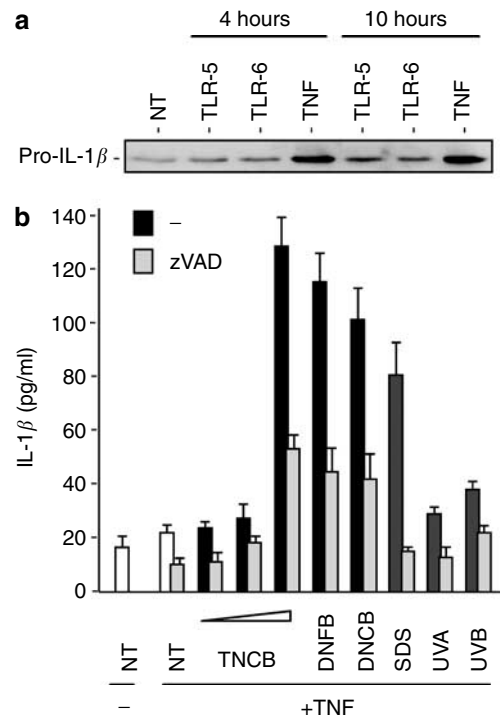 a
4 hours 10 hours
NT TLR-5 TLR-6 TNF TLR-5 TLR-6 TNF
Pro-IL-1β -
b
140
120
100
80
60
40
20
0
IL-1β (pg/ml)
–
zVAD
NT NT TNCB DNFB DNCB SDS UVA UVB
– +TNF